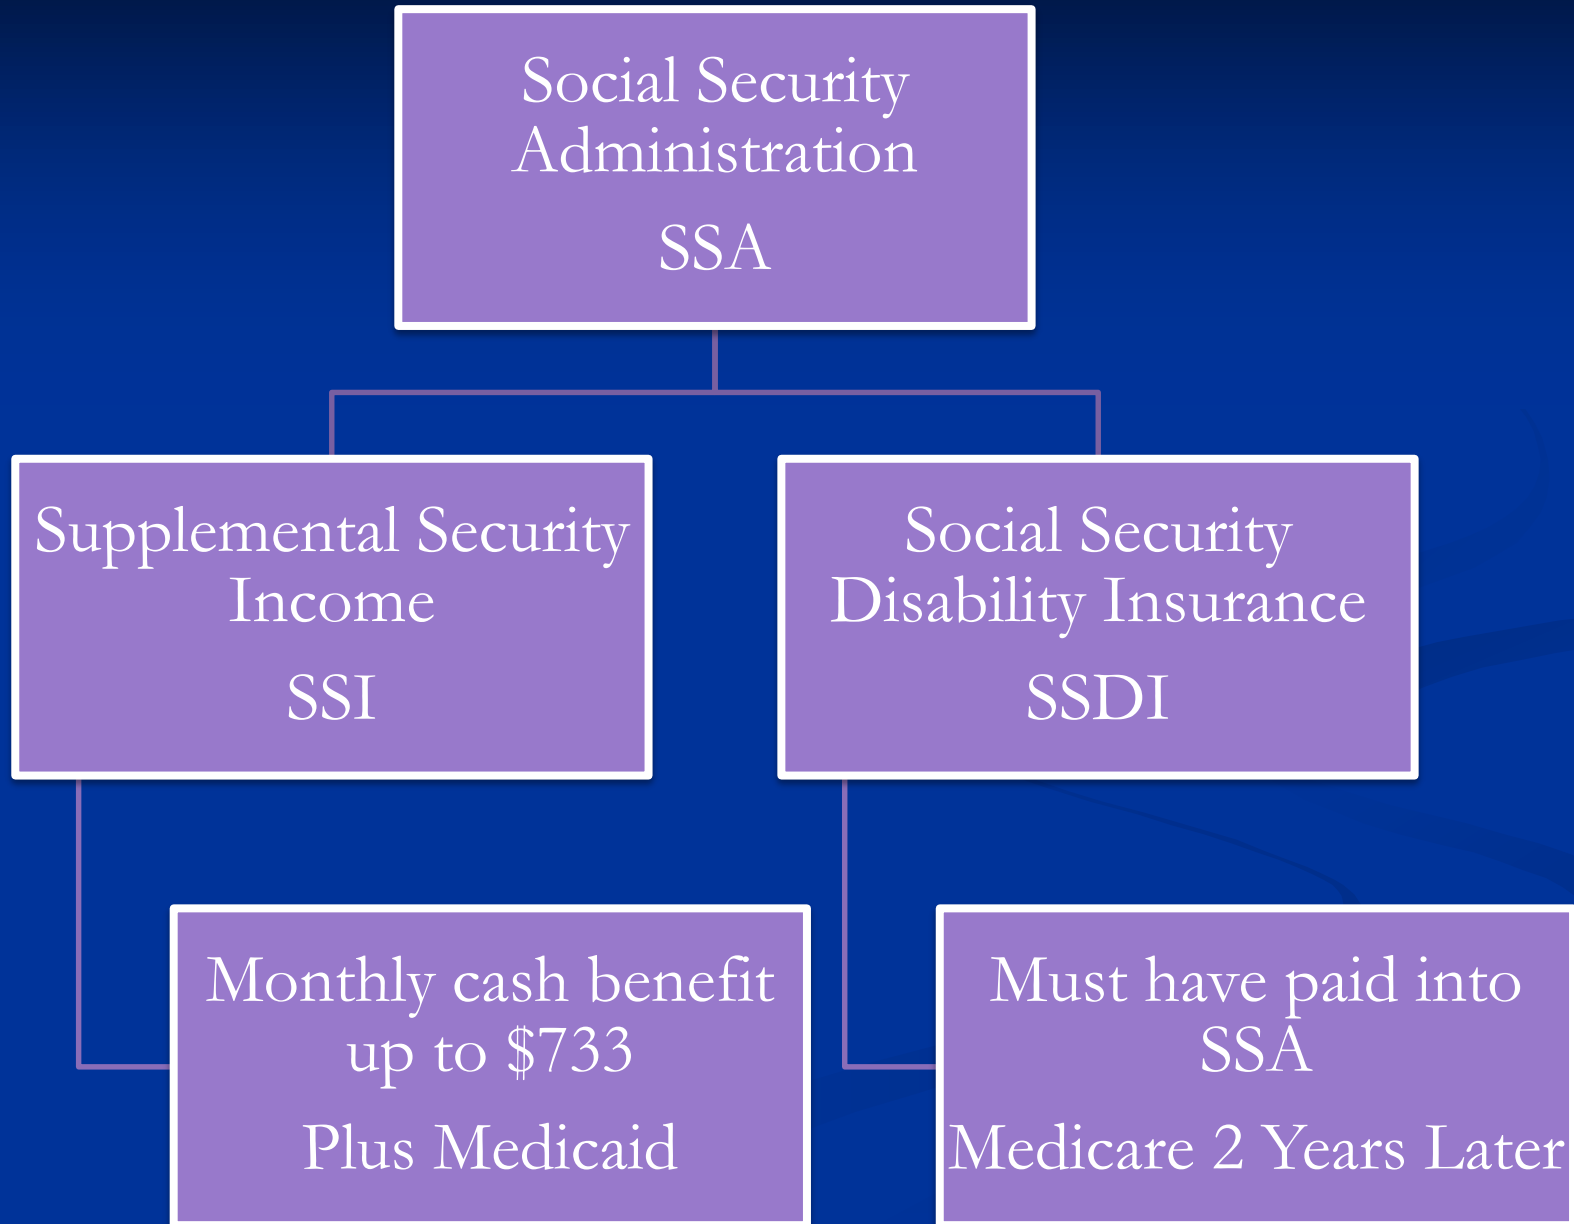 Social Security
Administration
SSA
Supplemental Security
Income
SSI
Social Security
Disability Insurance
SSDI
Monthly cash benefit
up to $733
Plus Medicaid
Must have paid into
SSA
Medicare 2 Years Later